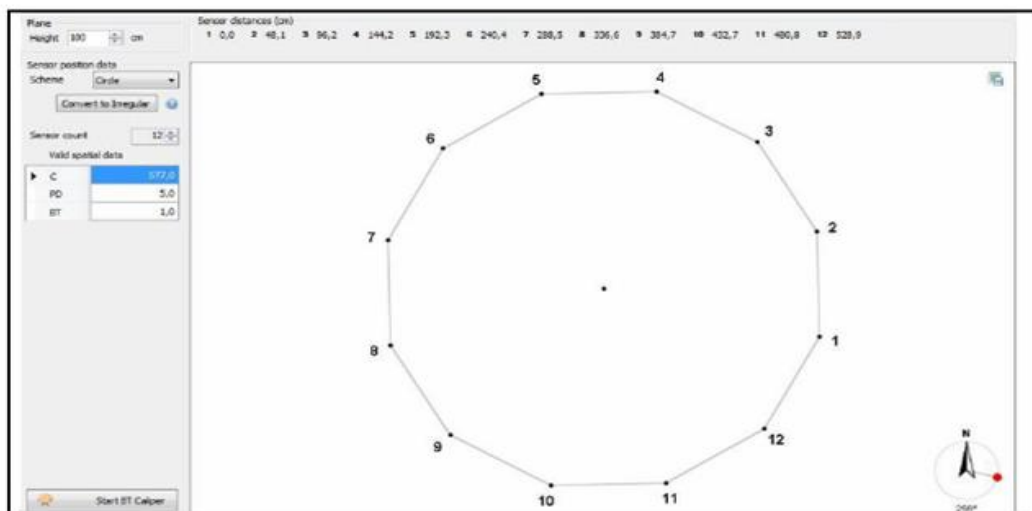 Plane
Height 100 cm
Sensor position data
Scheme Circle
Convert to Irregular
Sensor count 12
Valid spatial data
C 577,0
PD 5,0
BT 1,0
Start BT Caliper
Sensor distances (cm)
1 0,0 2 48,1 3 96,2 4 144,2 5 192,3 6 240,4 7 288,5 8 336,6 9 384,7 10 432,7 11 480,8 12 528,9
5 4
6 3
7 2
8 1
9 12
10 11
N